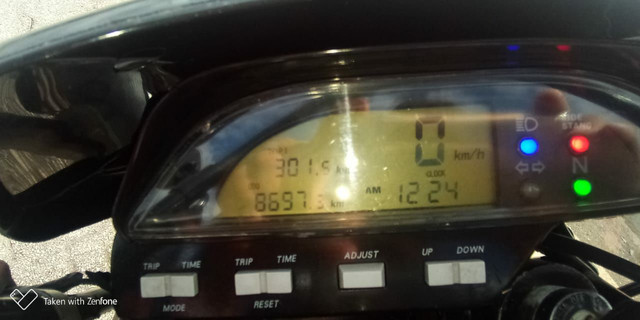 0 km/h
301.5 km
CLOCK
8697.3 km AM 12 24
N
TRIP TIME
MODE
TRIP TIME
RESET
ADJUST
UP DOWN
Taken with Zenfone